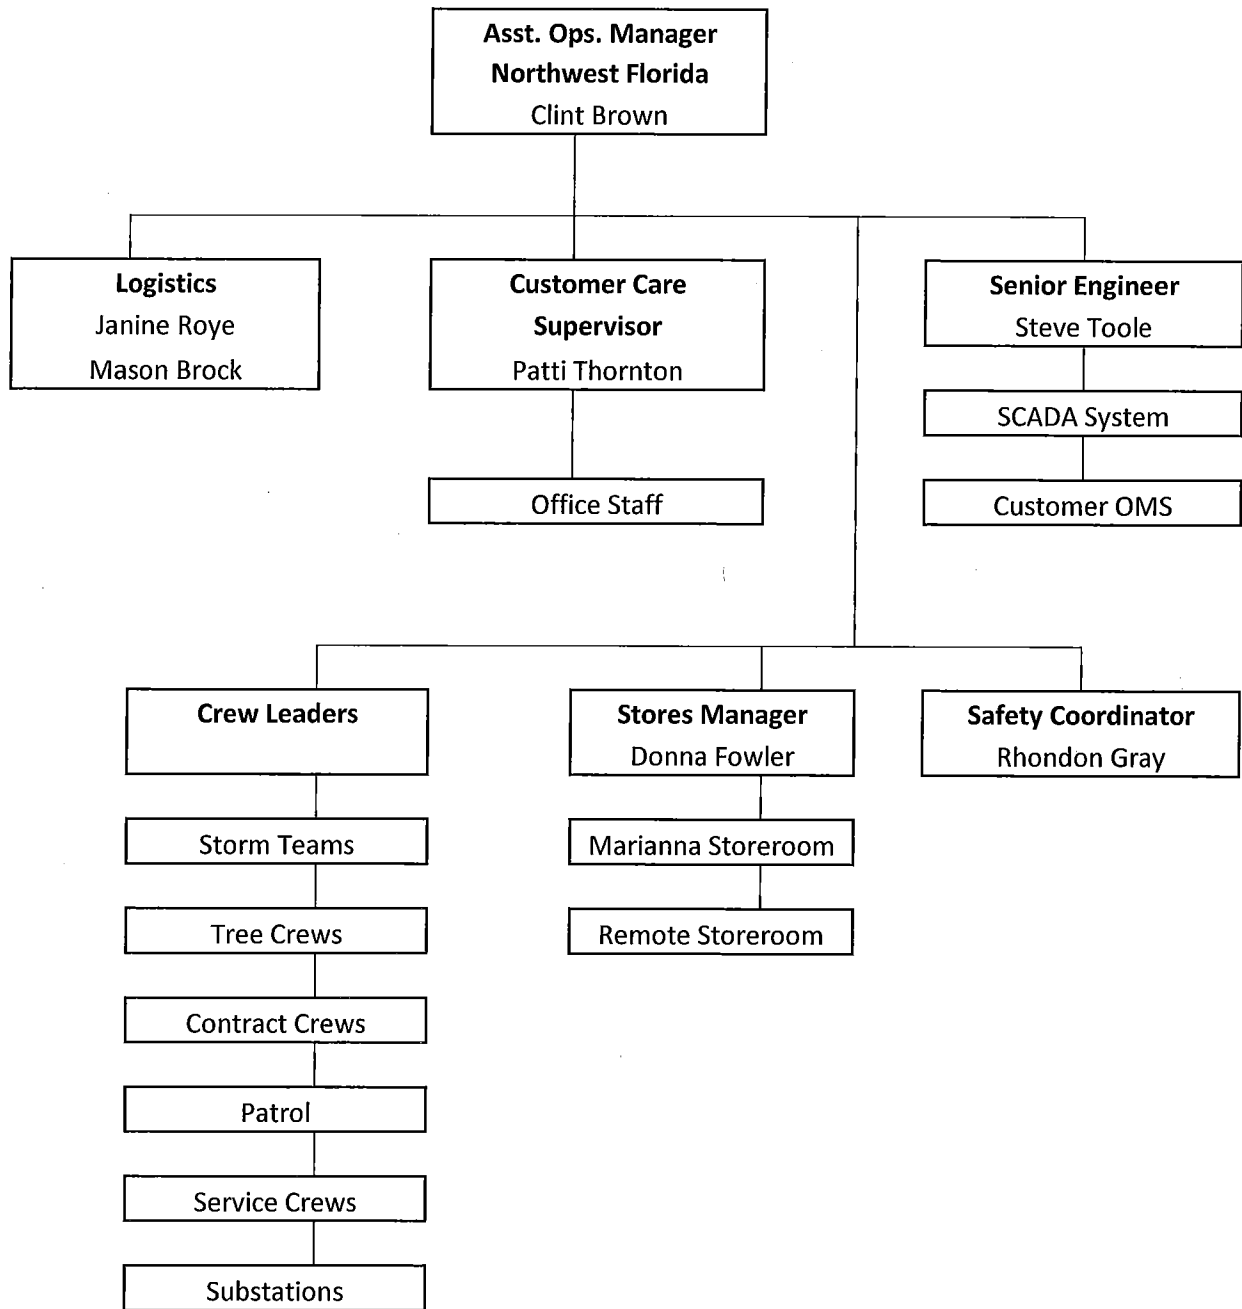 Asst. Ops. Manager
Northwest Florida
Clint Brown
Logistics
Janine Roye
Mason Brock
Customer Care
Supervisor
Patti Thornton
Office Staff
Senior Engineer
Steve Toole
SCADA System
Customer OMS
Crew Leaders
Storm Teams
Tree Crews
Contract Crews
Patrol
Service Crews
Substations
Stores Manager
Donna Fowler
Marianna Storeroom
Remote Storeroom
Safety Coordinator
Rhondon Gray